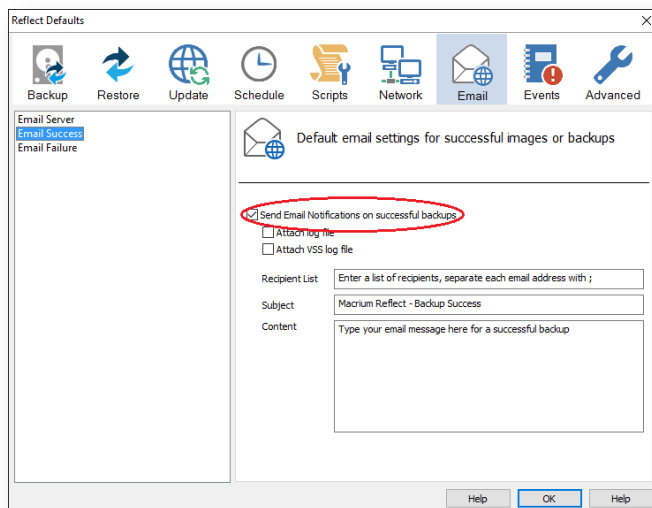 Reflect Defaults
Backup Restore Update Schedule Scripts Network Email Events Advanced
Email Server
Email Success
Email Failure
Default email settings for successful images or backups
Send Email Notifications on successful backups
Attach log file
Attach VSS log file
Recipient List Enter a list of recipients, separate each email address with ;
Subject Macrium Reflect - Backup Success
Content Type your email message here for a successful backup
Help OK Help